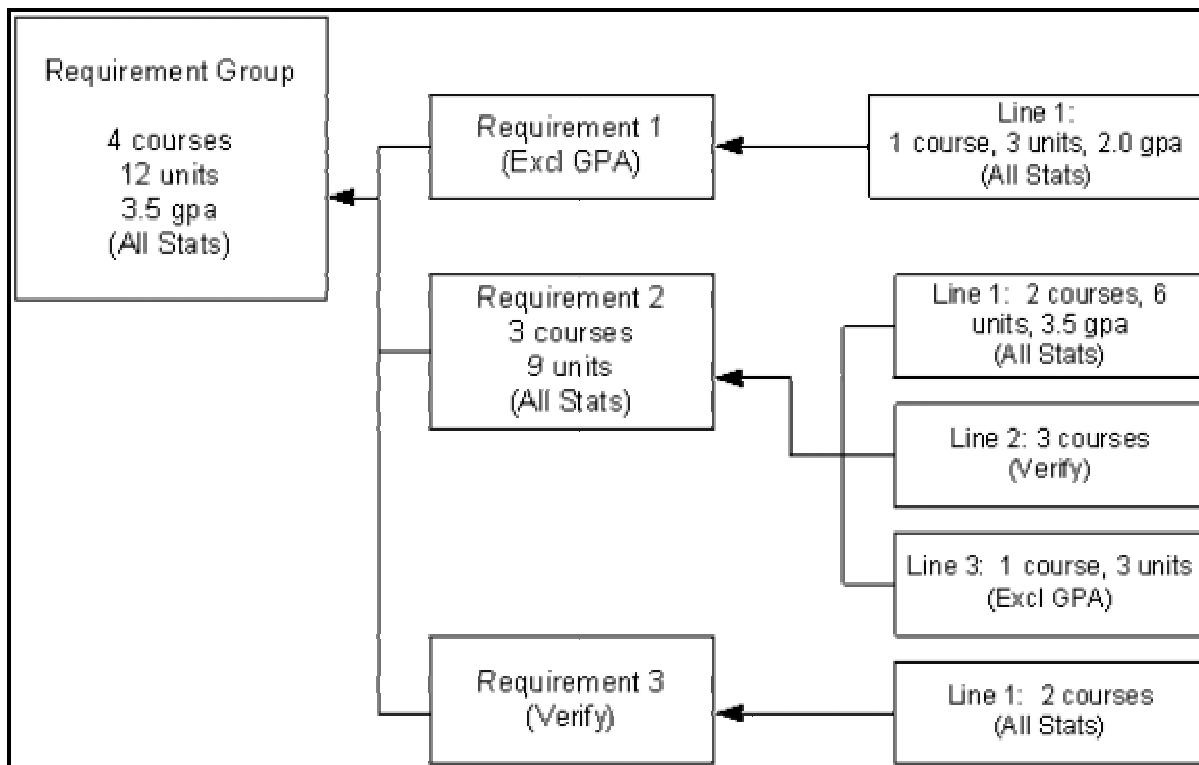 Requirement Group
4 courses
12 units
3.5 gpa
(All Stats)
Requirement 1
(Excl GPA)
Line 1:
1 course, 3 units, 2.0 gpa
(All Stats)
Requirement 2
3 courses
9 units
(All Stats)
Line 1: 2 courses, 6
units, 3.5 gpa
(All Stats)
Line 2: 3 courses
(Verify)
Line 3: 1 course, 3 units
(Excl GPA)
Requirement 3
(Verify)
Line 1: 2 courses
(All Stats)